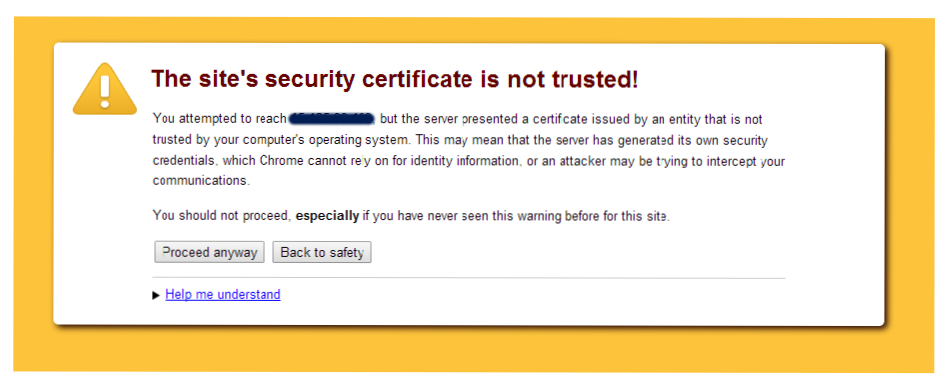 The site's security certificate is not trusted!
You attempted to reach , but the server presented a certifcate issued by an entity that is not
trusted by your computer's operating system. This may mean that the server has generated its own security
credentials, which Chrome cannot rely on for identity information, or an attacker may be trying to intercept your
communications.
You should not proceed, especially if you have never seen this warning before for this site.
Proceed anyway Back to safety
Help me understand